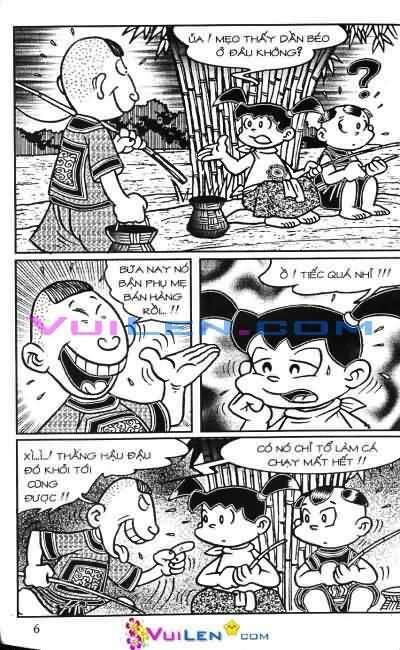 ỦA ! MẸO THẤY DẦN BÉO
Ở ĐÂU KHÔNG?
?
BỮA NAY NÓ
BẬN PHỤ MẸ
BÁN HÀNG
RỒI... !!
Ồ ! TIẾC QUÁ NHỈ !!!
VuiLen.com
XÌ...Ì..! THẰNG HẬU ĐẬU
ĐÓ KHỎI TỚI
CŨNG
ĐƯỢC !!
CÓ NÓ CHỈ TỔ LÀM CÁ
CHẠY MẤT HẾT !!
6
VuiLen.com